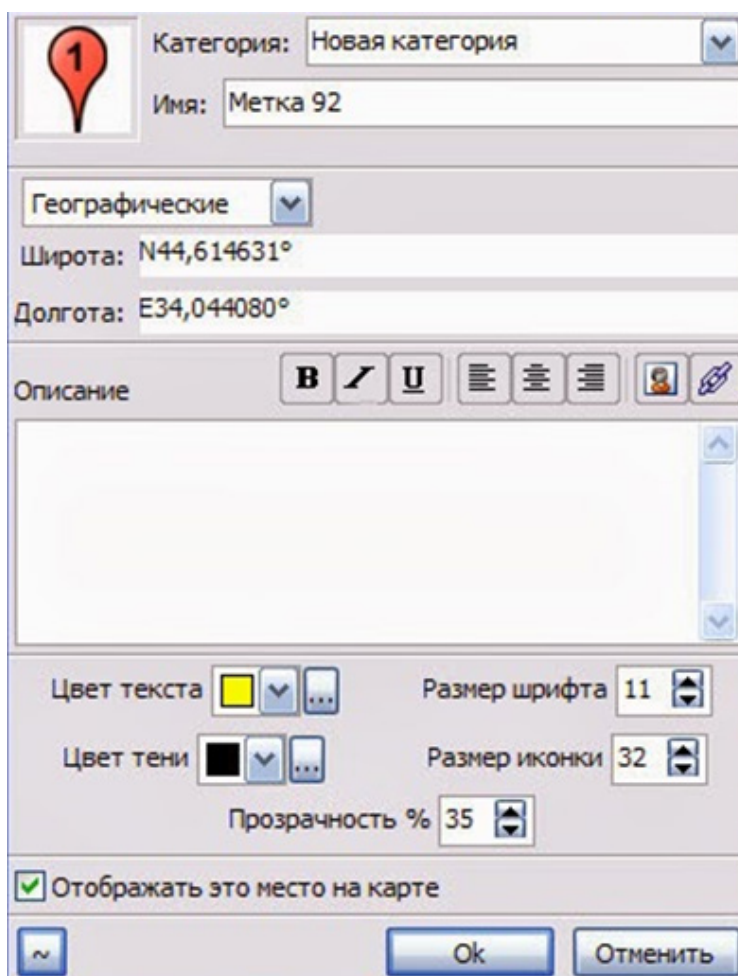 1
Категория: Новая категория
Имя: Метка 92
Географические
Широта: N44,614631°
Долгота: E34,044080°
Описание B I U
Цвет текста ... Размер шрифта 11
Цвет тени ... Размер иконки 32
Прозрачность % 35
Отображать это место на карте
~ Ok Отменить